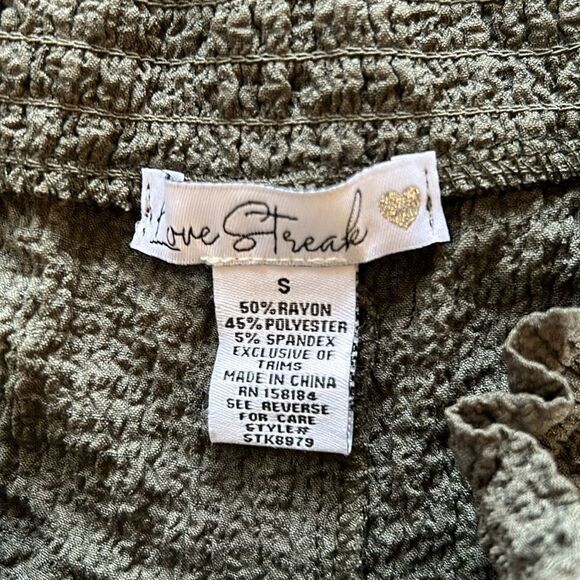 Love Streak
S
50% RAYON
45% POLYESTER
5% SPANDEX
EXCLUSIVE OF
TRIMS
MADE IN CHINA
RN 158184
SEE REVERSE
FOR CARE
STYLE#
STK8979